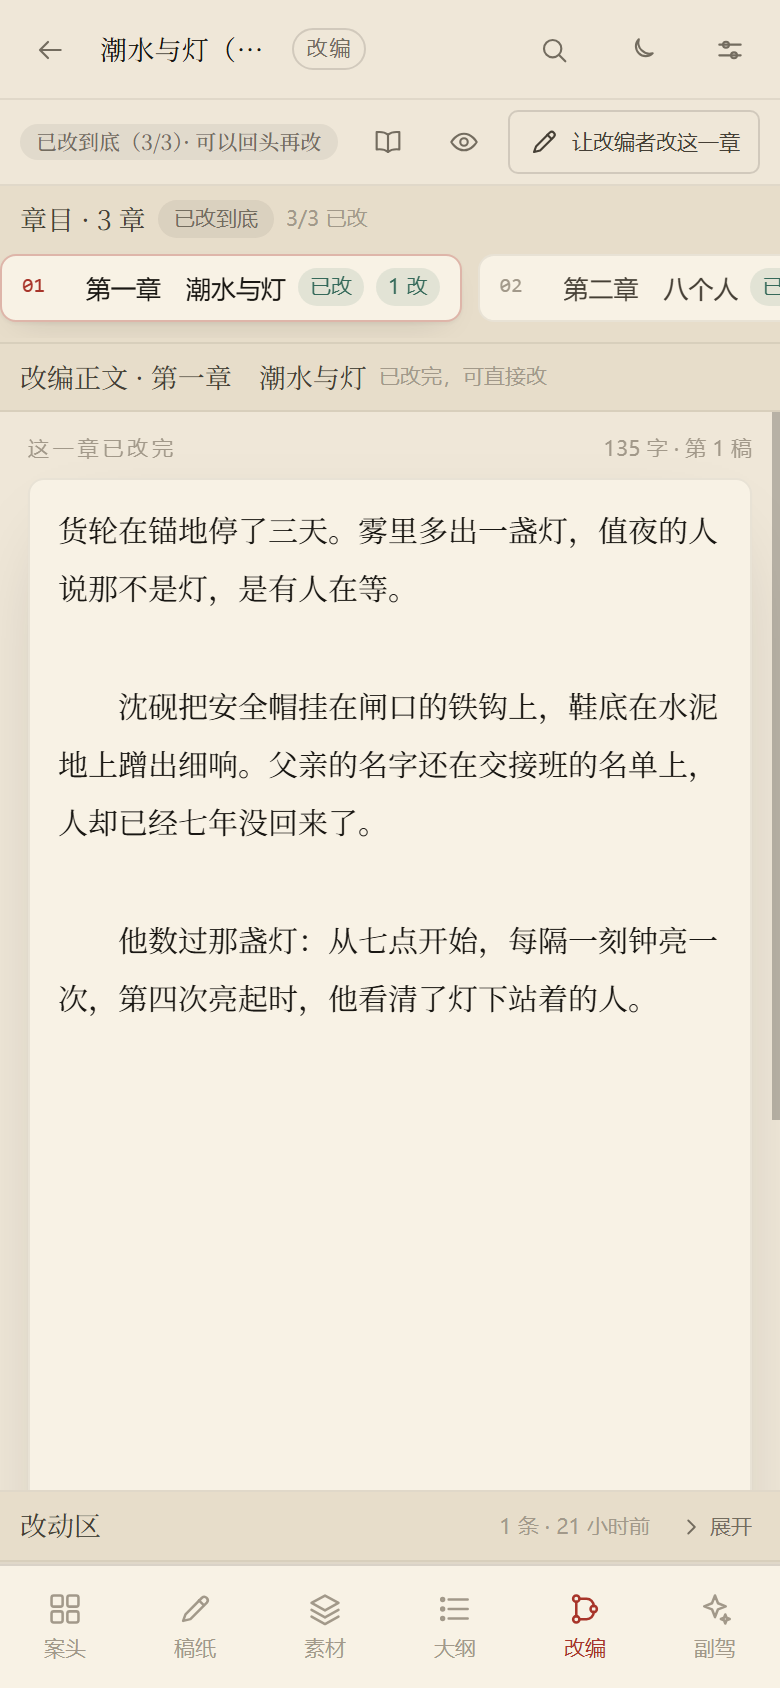 潮水与灯（… 改编
已改到底（3/3）· 可以回头再改 让改编者改这一章
章目 · 3 章 已改到底 3/3 已改
01 第一章　潮水与灯 已改 1 改 02 第二章　八个人
改编正文 · 第一章　潮水与灯 已改完，可直接改
这一章已改完 135 字 · 第 1 稿
货轮在锚地停了三天。雾里多出一盏灯，值夜的人
说那不是灯，是有人在等。
沈砚把安全帽挂在闸口的铁钩上，鞋底在水泥
地上蹭出细响。父亲的名字还在交接班的名单上，
人却已经七年没回来了。
他数过那盏灯：从七点开始，每隔一刻钟亮一
次，第四次亮起时，他看清了灯下站着的人。
改动区 1 条 · 21 小时前 展开
案头 稿纸 素材 大纲 改编 副驾